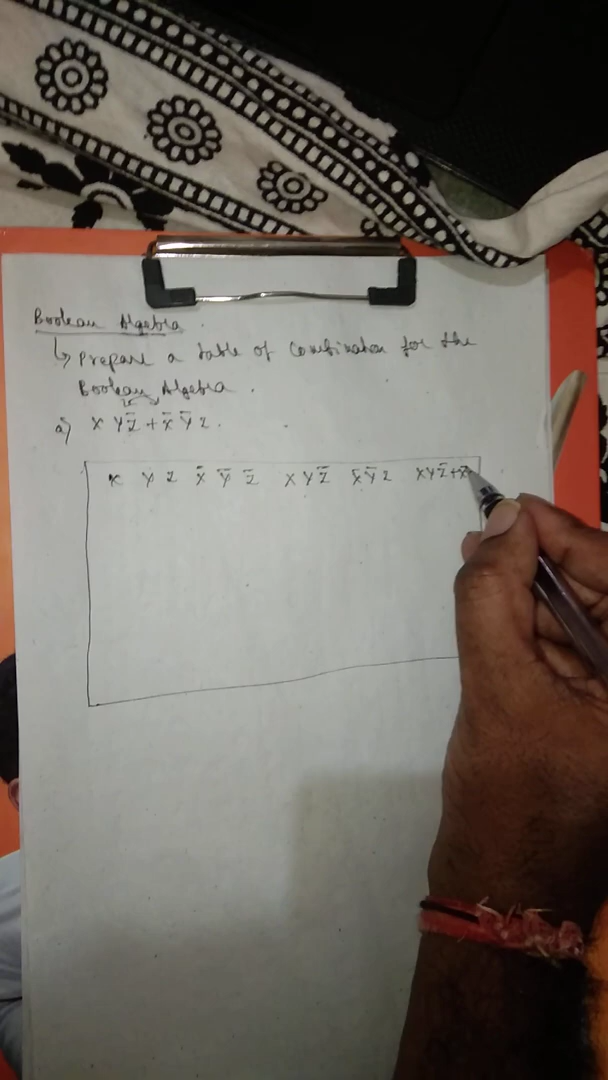 Boolean Algebra.
↳ Prepare a table of Combination for the
Boolean Algebra.
a) X Y Z̅ + X̅ Y̅ Z.
X Y Z X̅ Y̅ Z̅ X Y Z̅ X̅ Y̅ Z X Y Z̅ + X̅